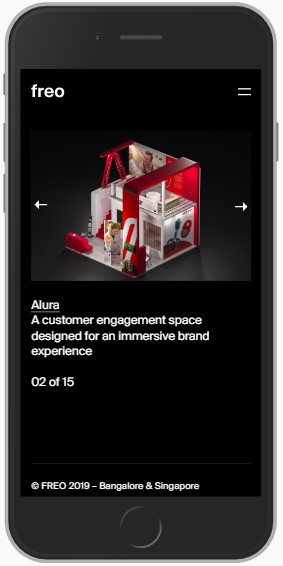 freo
Alura
A customer engagement space
designed for an immersive brand
experience
02 of 15
© FREO 2019 – Bangalore & Singapore